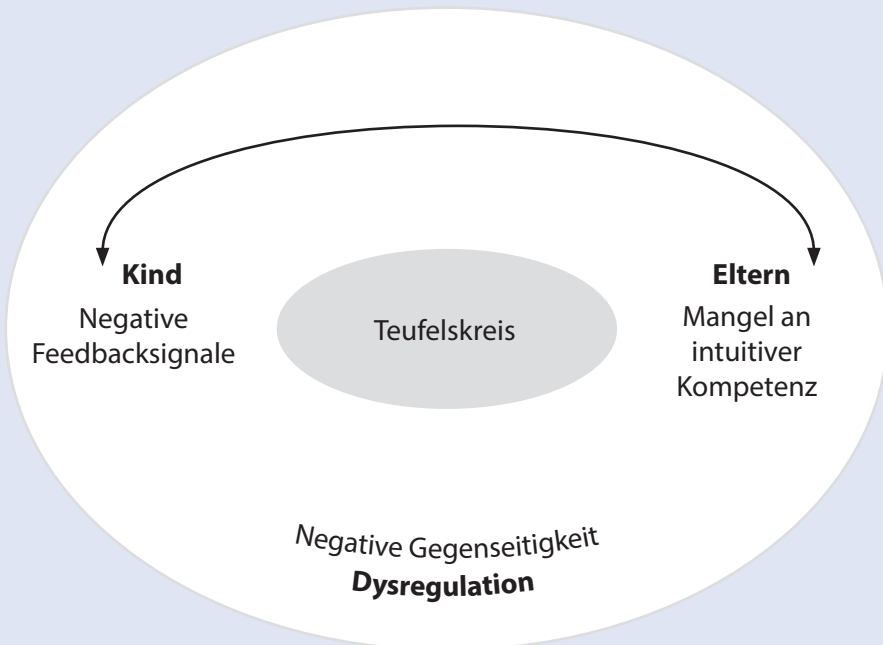 Kind
Negative
Feedbacksignale
Teufelskreis
Eltern
Mangel an
intuitiver
Kompetenz
Negative Gegenseitigkeit
Dysregulation